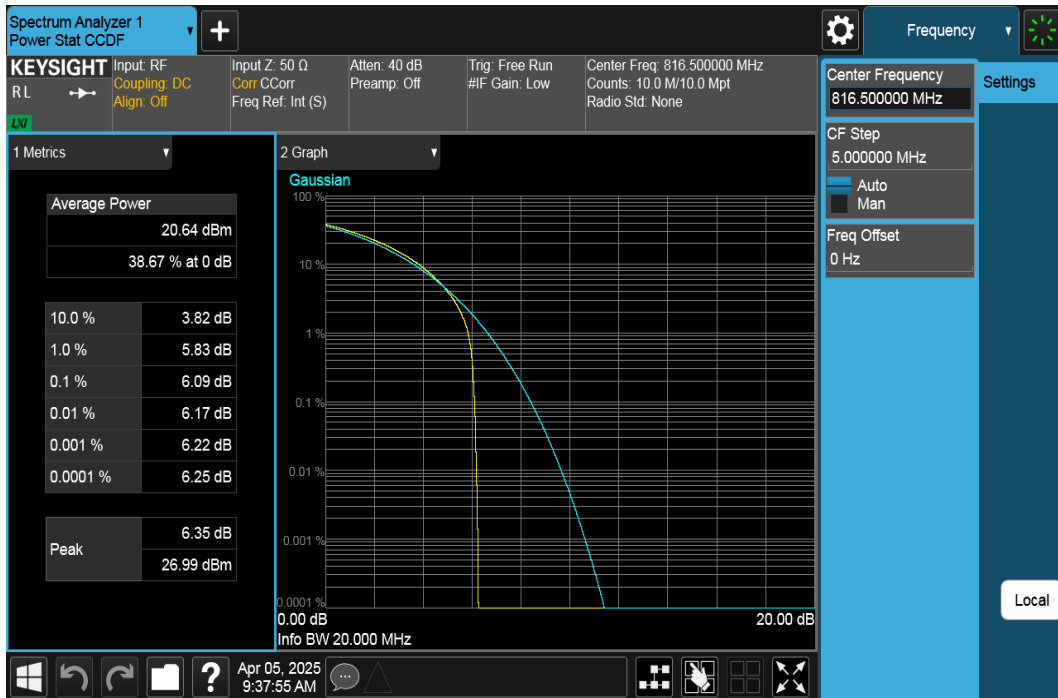 Spectrum Analyzer 1
Power Stat CCDF
Frequency
KEYSIGHT
RL
LXI
Input: RF
Coupling: DC
Align: Off
Input Z: 50 Ω
Corr CCorr
Freq Ref: Int (S)
Atten: 40 dB
Preamp: Off
Trig: Free Run
#IF Gain: Low
Center Freq: 816.500000 MHz
Counts: 10.0 M/10.0 Mpt
Radio Std: None
1 Metrics
Average Power
20.64 dBm
38.67 % at 0 dB
10.0 % 3.82 dB
1.0 % 5.83 dB
0.1 % 6.09 dB
0.01 % 6.17 dB
0.001 % 6.22 dB
0.0001 % 6.25 dB
Peak
6.35 dB
26.99 dBm
2 Graph
Gaussian
100 %
10 %
1 %
0.1 %
0.01 %
0.001 %
0.0001 %
0.00 dB 20.00 dB
Info BW 20.000 MHz
Center Frequency
816.500000 MHz
CF Step
5.000000 MHz
Auto
Man
Freq Offset
0 Hz
Settings
Local
?
Apr 05, 2025
9:37:55 AM